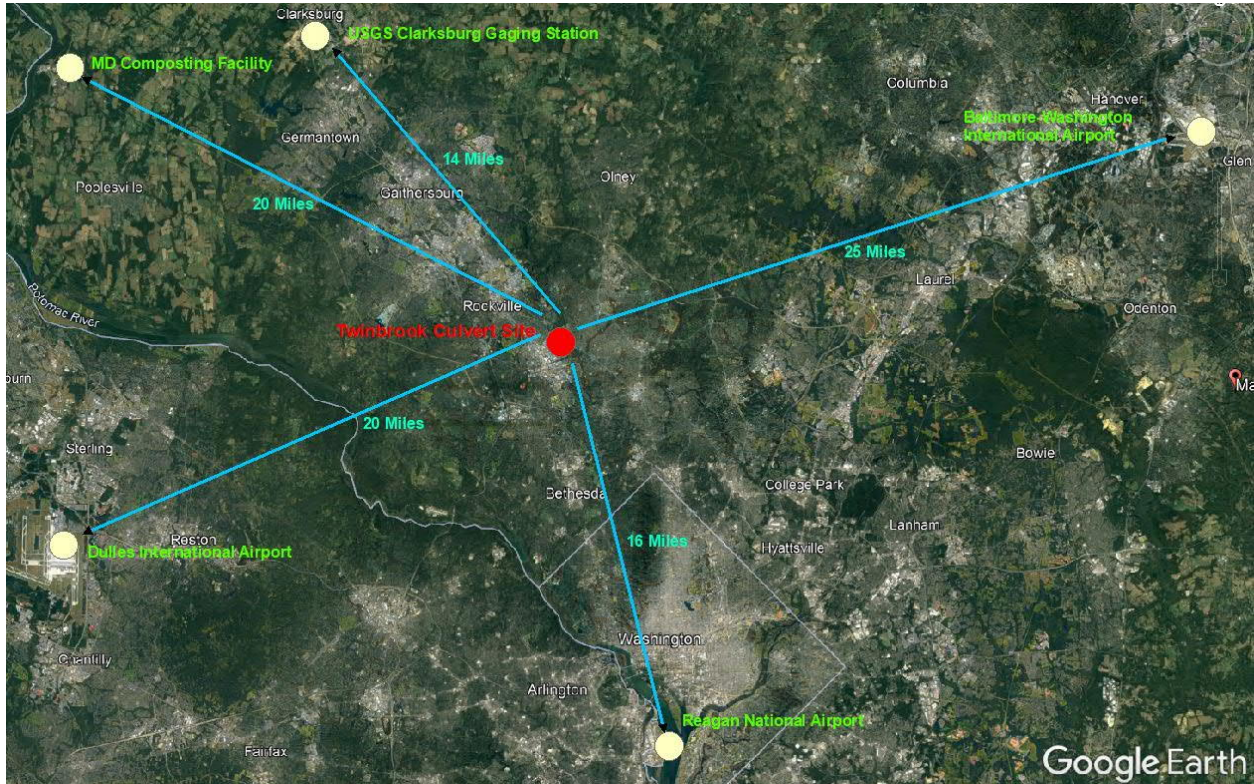 Clarksburg
USGS Clarksburg Gaging Station
MD Composting Facility
Columbia
Hanover
Baltimore-Washington
International Airport
Glen
Germantown
14 Miles
Olney
Poolesville
Gaithersburg
20 Miles
25 Miles
Laurel
Potomac River
Rockville
Odenton
Twinbrook Culvert Site
burn
Ma
20 Miles
Sterling
Bowie
Bethesda
College Park
Lanham
Reston
Dulles International Airport
16 Miles
Hyattsville
Washington
Chantilly
Arlington
Reagan National Airport
Fairfax
Google Earth